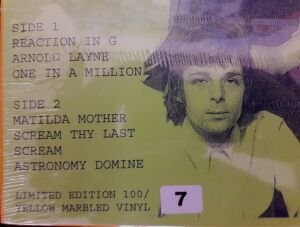 SIDE 1
REACTION IN G
ARNOLD LAYNE
ONE IN A MILLION
SIDE 2
MATILDA MOTHER
SCREAM THY LAST
SCREAM
ASTRONOMY DOMINE
LIMITED EDITION 100/ 7
YELLOW MARBLED VINYL